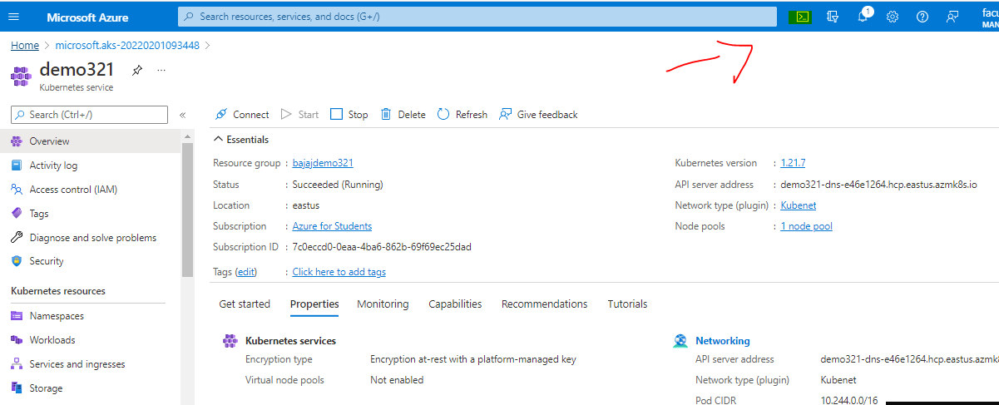 Microsoft Azure
Search resources, services, and docs (G+/)
1
facu
MAN
Home > microsoft.aks-20220201093448 >
demo321
...
Kubernetes service
Search (Ctrl+/)
«
Connect
Start
Stop
Delete
Refresh
Give feedback
Overview
Activity log
Access control (IAM)
Tags
Diagnose and solve problems
Security
Kubernetes resources
Namespaces
Workloads
Services and ingresses
Storage
Essentials
Resource group : bajajdemo321
Status : Succeeded (Running)
Location : eastus
Subscription : Azure for Students
Subscription ID : 7c0eccd0-0eaa-4ba6-862b-69f69ec25dad
Tags (edit) : Click here to add tags
Kubernetes version : 1.21.7
API server address : demo321-dns-e46e1264.hcp.eastus.azmk8s.io
Network type (plugin) : Kubenet
Node pools : 1 node pool
Get started
Properties
Monitoring
Capabilities
Recommendations
Tutorials
Kubernetes services
Encryption type Encryption at-rest with a platform-managed key
Virtual node pools Not enabled
Networking
API server address demo321-dns-e46e1264.hcp.eastus.azmk8
Network type (plugin) Kubenet
Pod CIDR 10.244.0.0/16